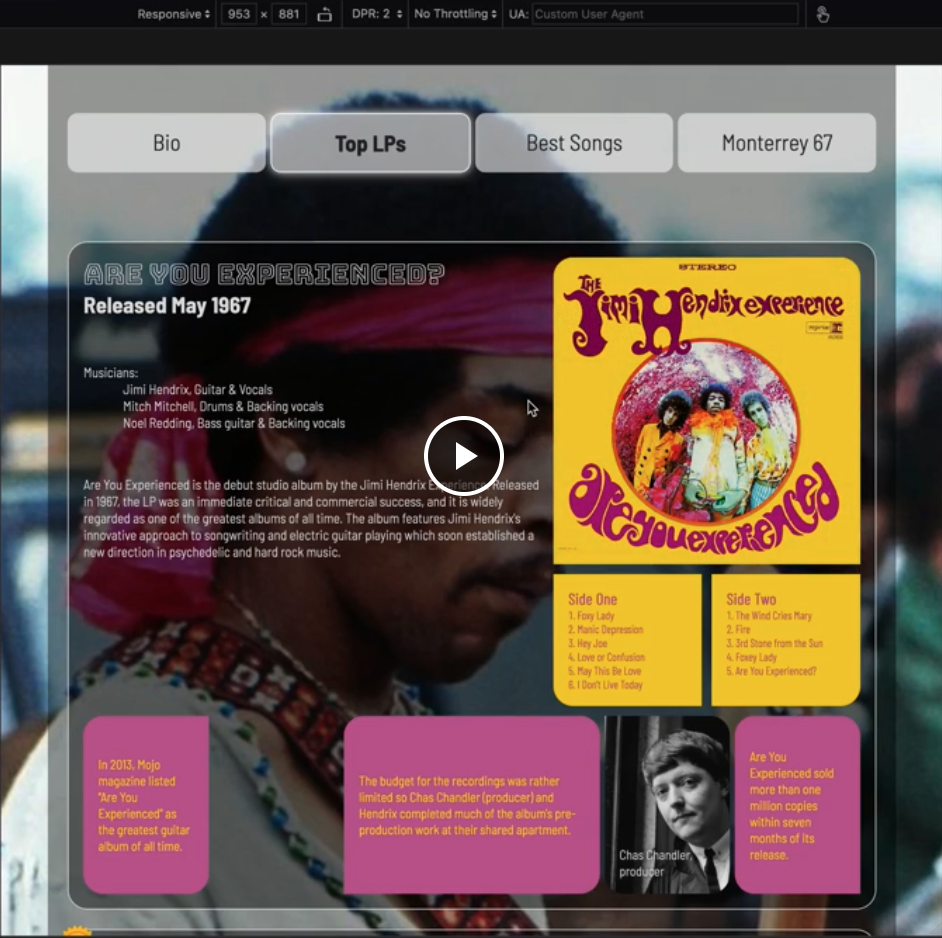 Responsive 953 × 881 DPR: 2 No Throttling UA: Custom User Agent
Bio
Top LPs
Best Songs
Monterrey 67
ARE YOU EXPERIENCED?
Released May 1967
Musicians:
Jimi Hendrix, Guitar & Vocals
Mitch Mitchell, Drums & Backing vocals
Noel Redding, Bass guitar & Backing vocals
Are You Experienced is the debut studio album by the Jimi Hendrix Experience. Released
in 1967, the LP was an immediate critical and commercial success, and it is widely
regarded as one of the greatest albums of all time. The album features Jimi Hendrix's
innovative approach to songwriting and electric guitar playing which soon established a
new direction in psychedelic and hard rock music.
STEREO
THE
Jimi Hendrix experience
are you experienced
Side One
1. Foxy Lady
2. Manic Depression
3. Hey Joe
4. Love or Confusion
5. May This Be Love
6. I Don't Live Today
Side Two
1. The Wind Cries Mary
2. Fire
3. 3rd Stone from the Sun
4. Foxey Lady
5. Are You Experienced?
In 2013, Mojo
magazine listed
"Are You
Experienced" as
the greatest guitar
album of all time.
The budget for the recordings was rather
limited so Chas Chandler (producer) and
Hendrix completed much of the album's pre-
production work at their shared apartment.
Chas Chandler,
producer
Are You
Experienced sold
more than one
million copies
within seven
months of its
release.